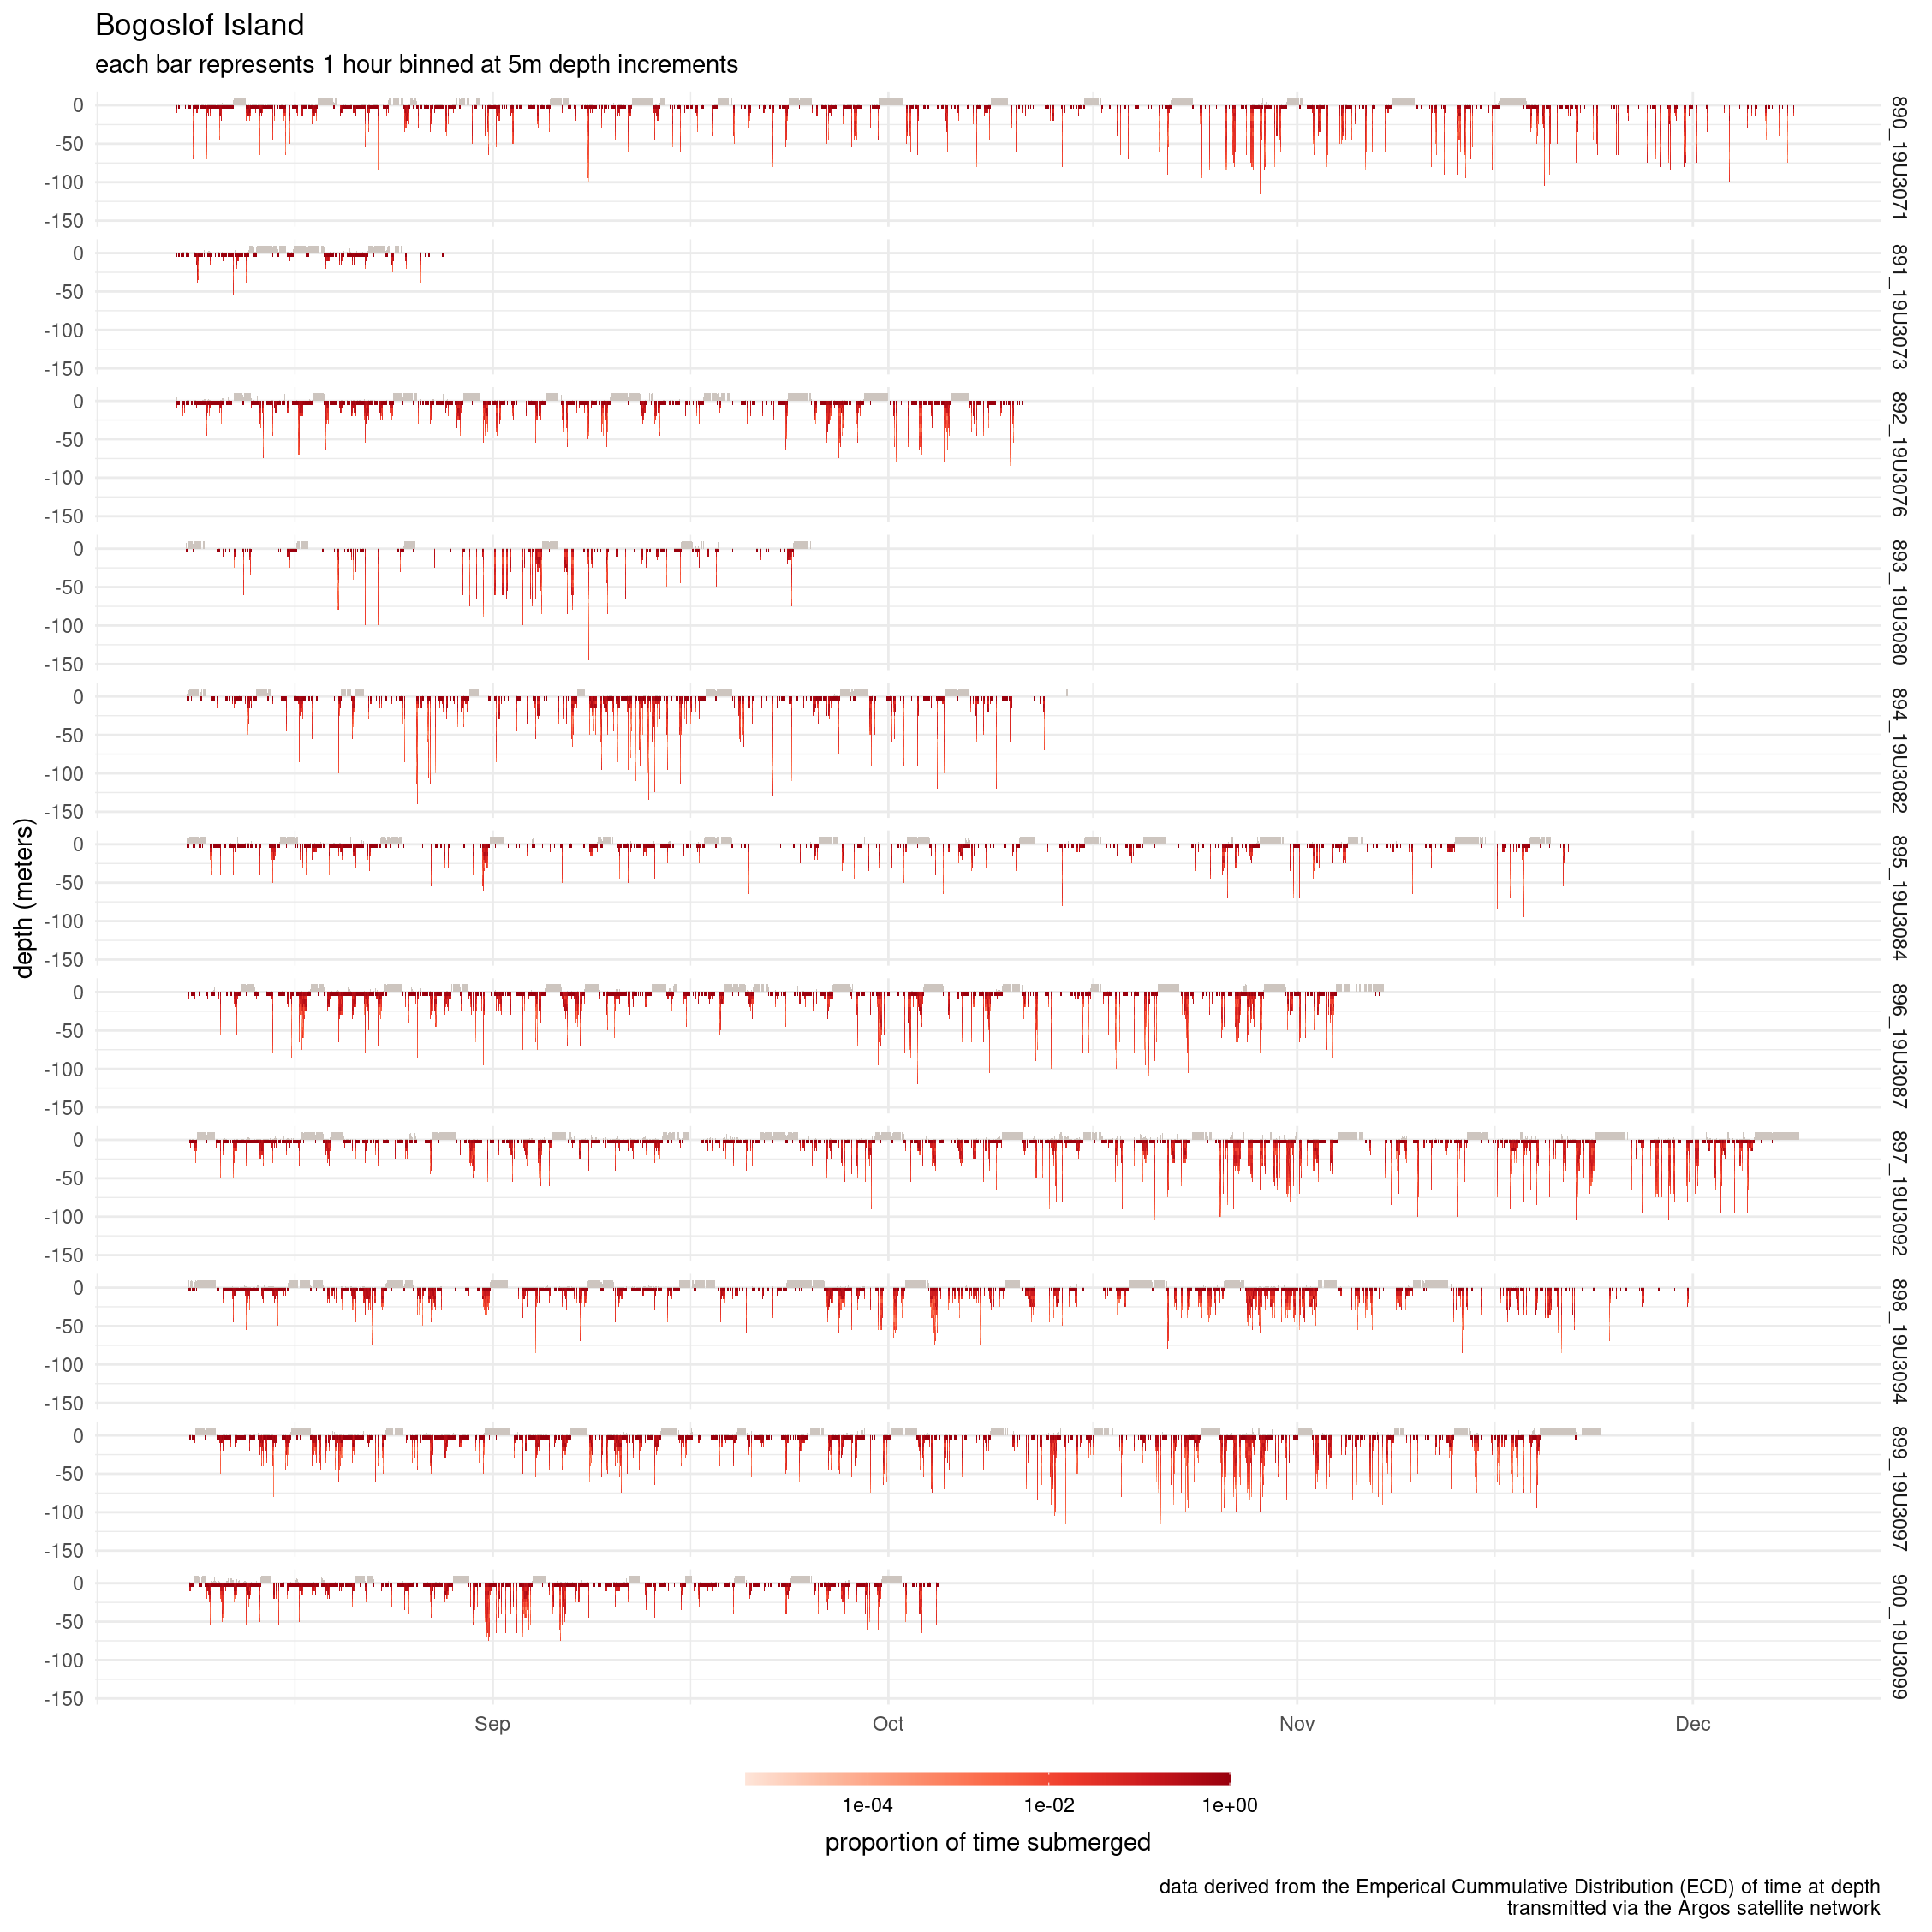 Bogoslof Island
each bar represents 1 hour binned at 5m depth increments
depth (meters)
0
-50
-100
-150
890_19U3071
0
-50
-100
-150
891_19U3073
0
-50
-100
-150
892_19U3076
0
-50
-100
-150
893_19U3080
0
-50
-100
-150
894_19U3082
0
-50
-100
-150
895_19U3084
0
-50
-100
-150
896_19U3087
0
-50
-100
-150
897_19U3092
0
-50
-100
-150
898_19U3094
0
-50
-100
-150
899_19U3097
0
-50
-100
-150
900_19U3099
Sep Oct Nov Dec
1e-04 1e-02 1e+00
proportion of time submerged
data derived from the Emperical Cummulative Distribution (ECD) of time at depth
transmitted via the Argos satellite network